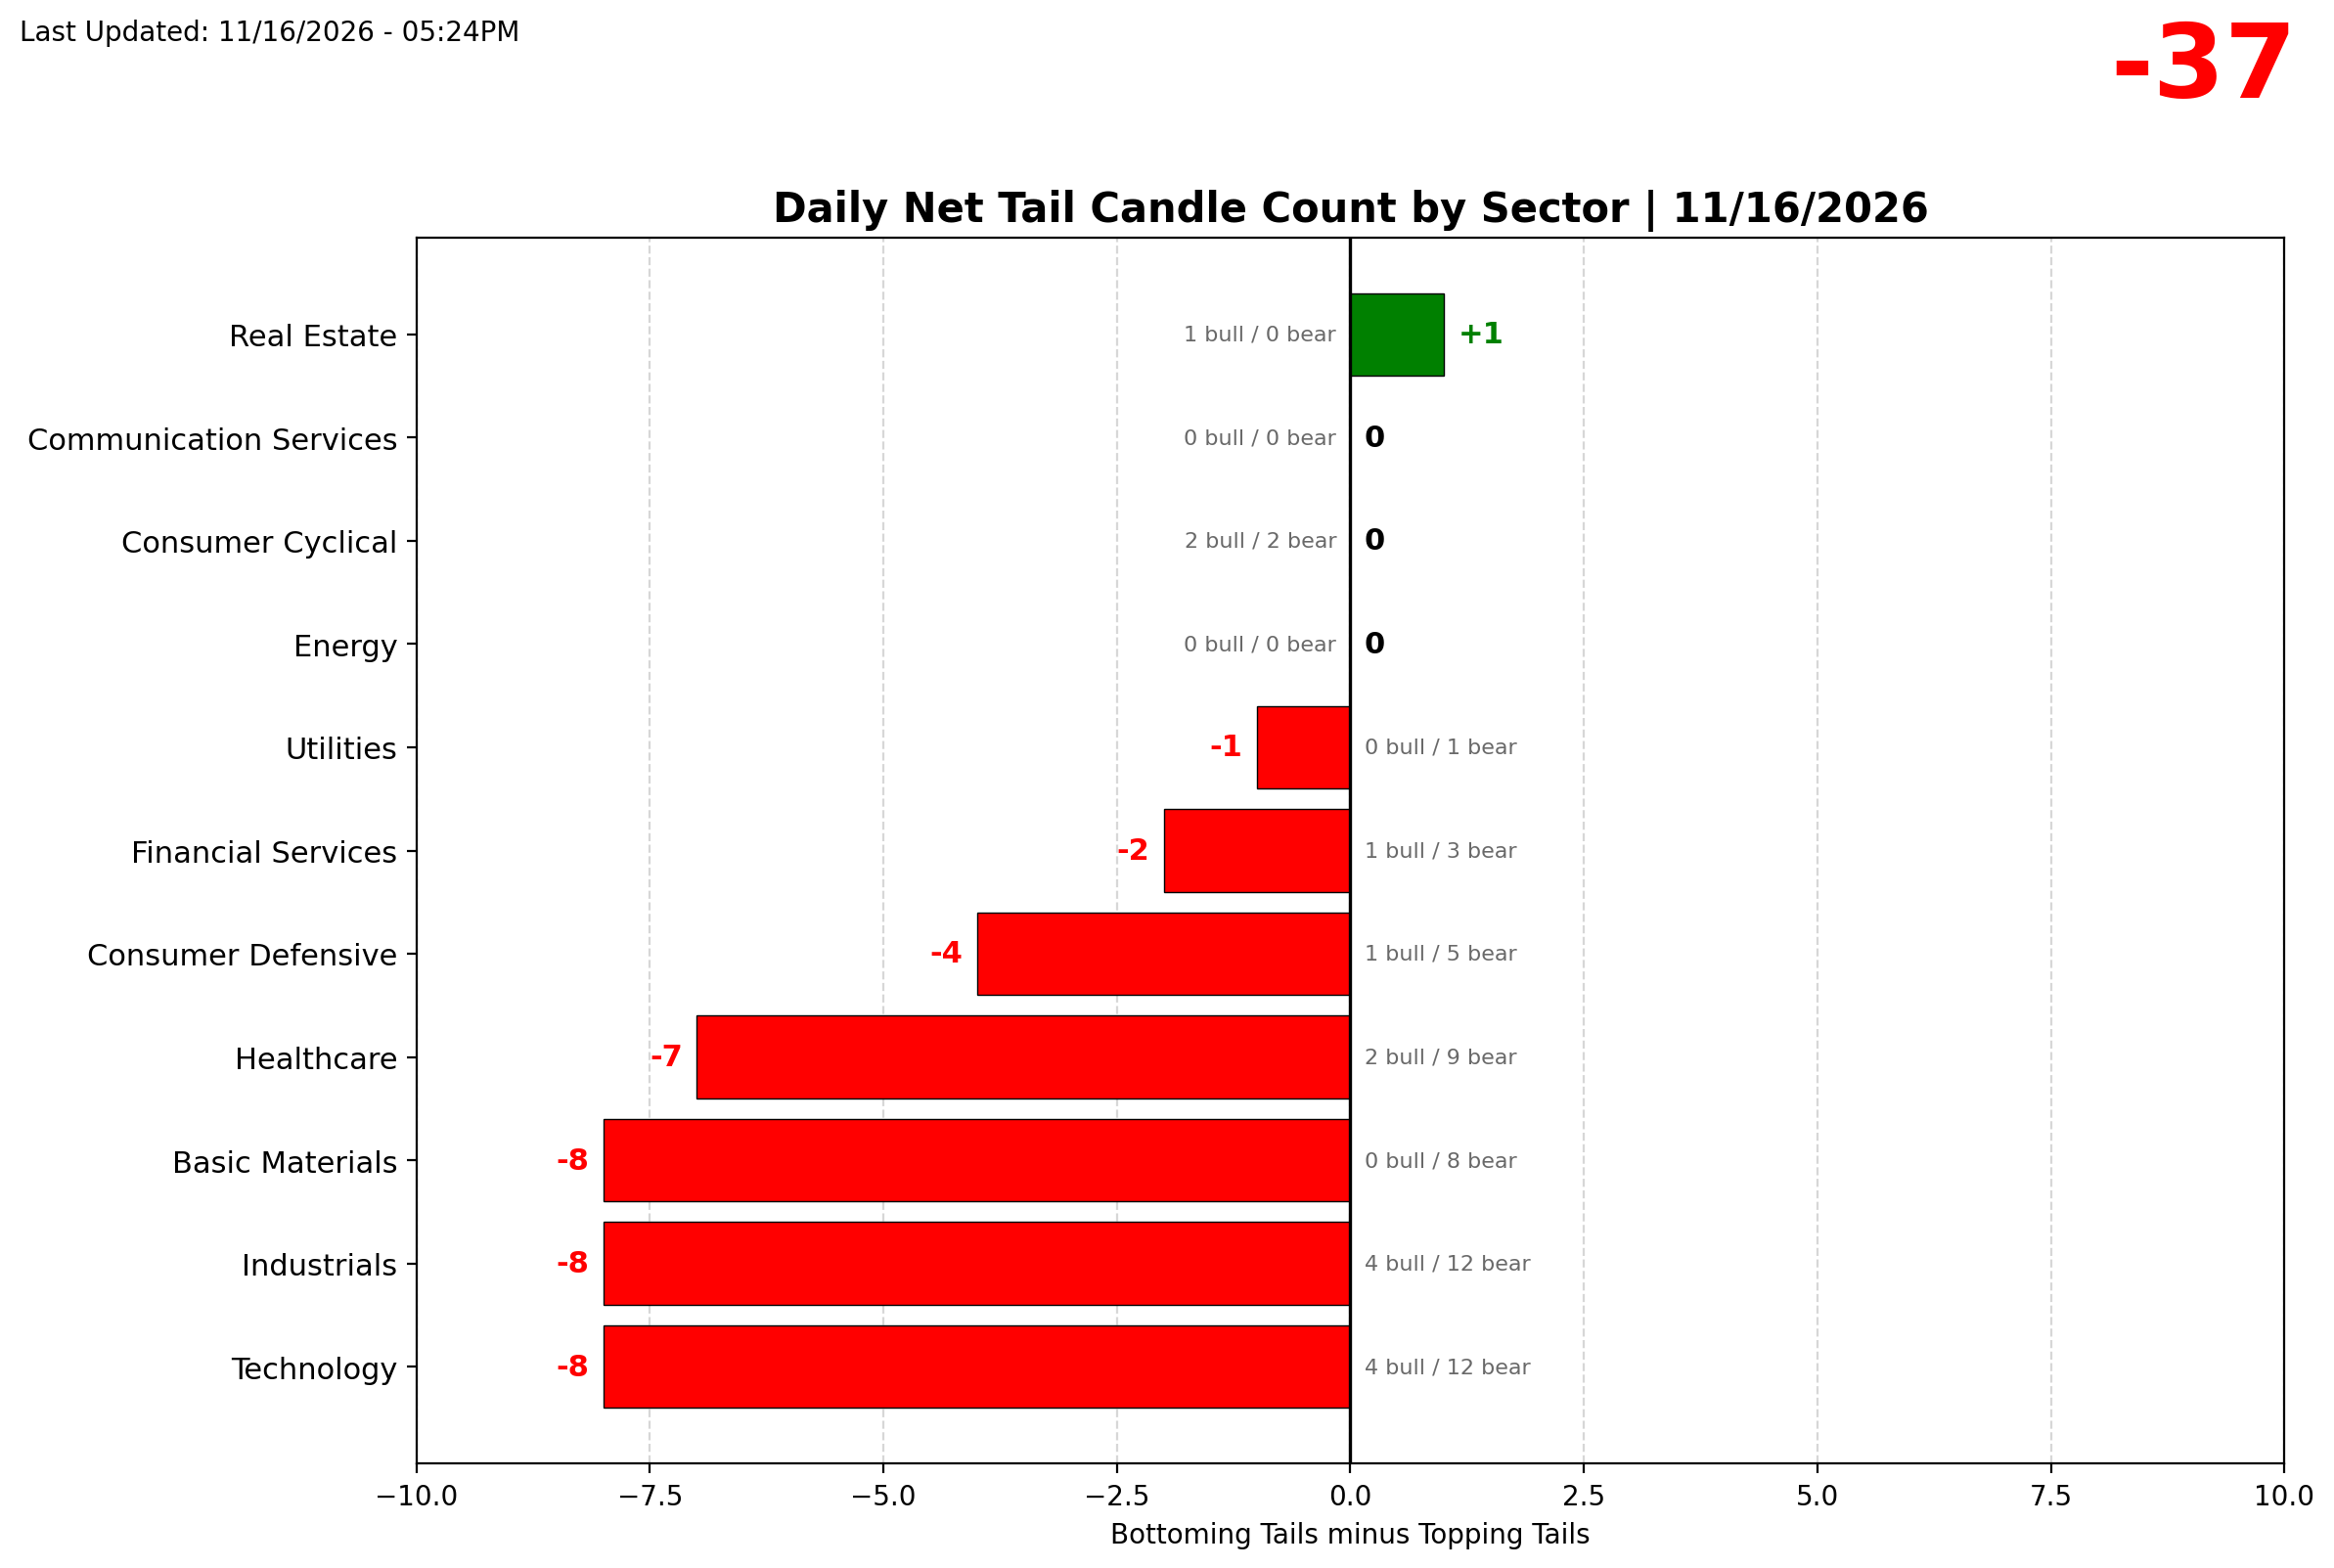 Last Updated: 11/16/2026 - 05:24PM
-37
Daily Net Tail Candle Count by Sector | 11/16/2026
Real Estate 1 bull / 0 bear +1
Communication Services 0 bull / 0 bear 0
Consumer Cyclical 2 bull / 2 bear 0
Energy 0 bull / 0 bear 0
Utilities -1 0 bull / 1 bear
Financial Services -2 1 bull / 3 bear
Consumer Defensive -4 1 bull / 5 bear
Healthcare -7 2 bull / 9 bear
Basic Materials -8 0 bull / 8 bear
Industrials -8 4 bull / 12 bear
Technology -8 4 bull / 12 bear
−10.0 −7.5 −5.0 −2.5 0.0 2.5 5.0 7.5 10.0
Bottoming Tails minus Topping Tails